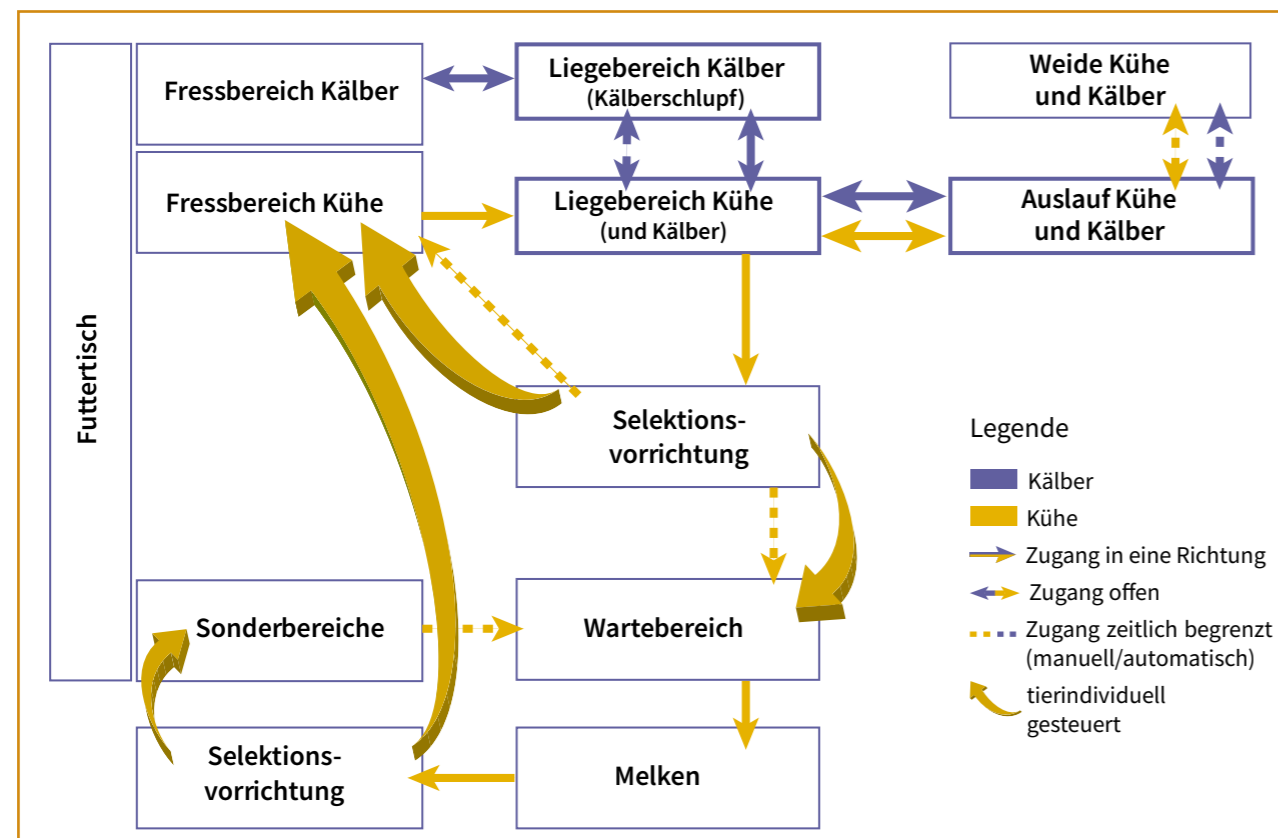 Futtertisch
Fressbereich Kälber
Liegebereich Kälber
(Kälberschlupf)
Weide Kühe
und Kälber
Fressbereich Kühe
Liegebereich Kühe
(und Kälber)
Auslauf Kühe
und Kälber
Selektions-
vorrichtung
Sonderbereiche
Wartebereich
Selektions-
vorrichtung
Melken
Legende
Kälber
Kühe
Zugang in eine Richtung
Zugang offen
Zugang zeitlich begrenzt
(manuell/automatisch)
tierindividuell
gesteuert